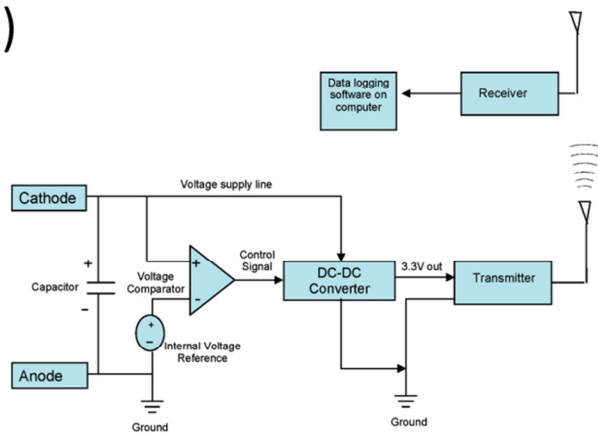 )
Data logging
software on
computer
Receiver
Cathode
Voltage supply line
+
Capacitor
−
Voltage
Comparator
+
-
Control
Signal
DC-DC
Converter
3.3V out
Transmitter
+
−
Internal Voltage
Reference
Anode
Ground
Ground